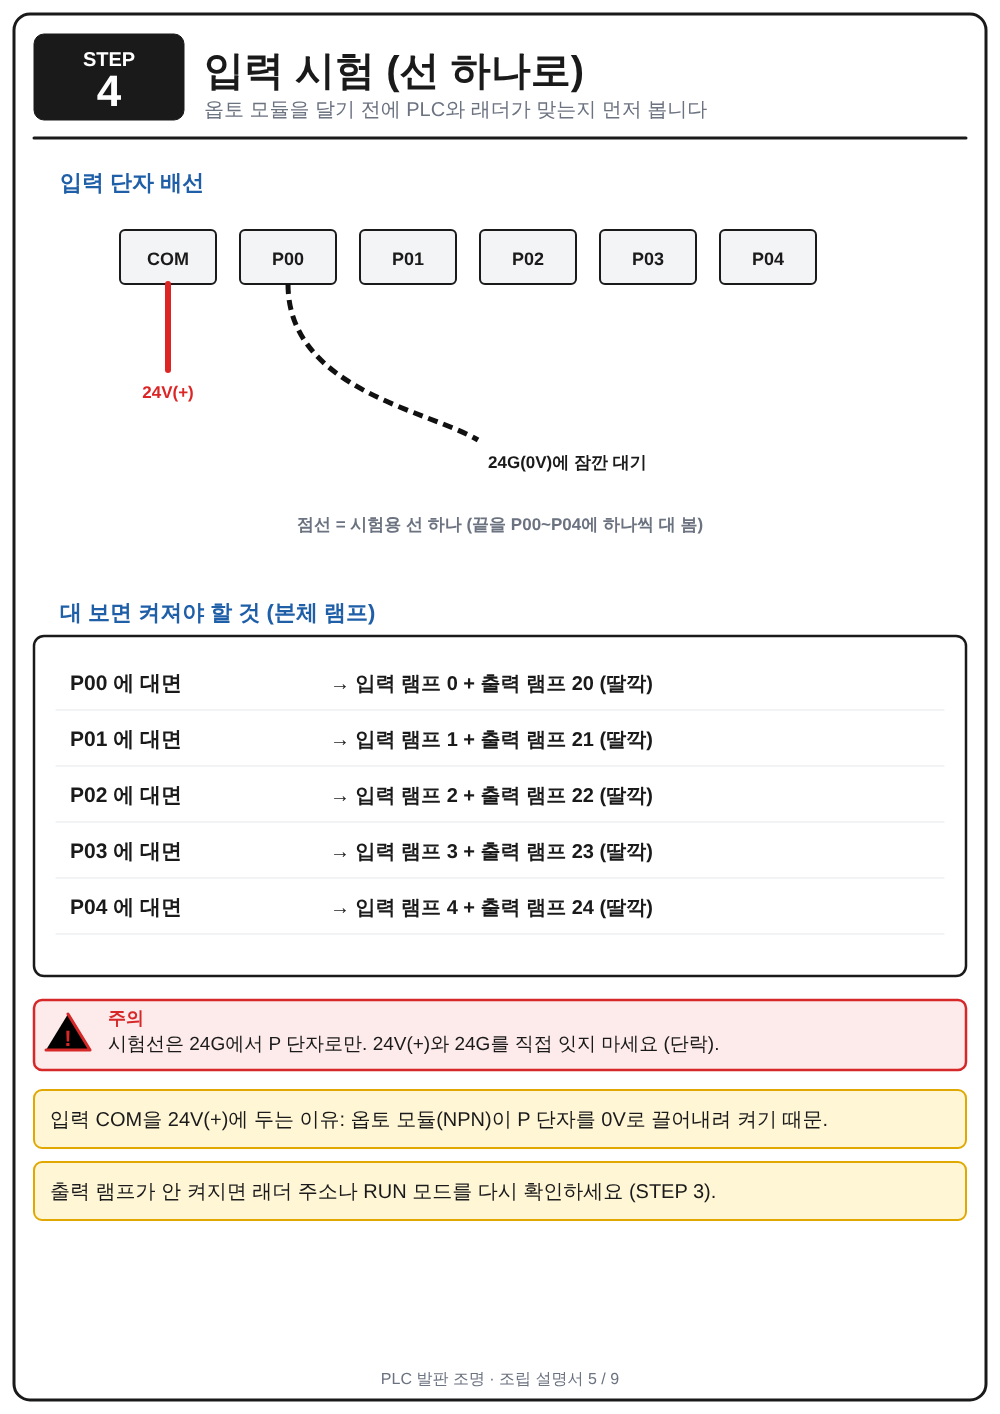 STEP
4
입력 시험 (선 하나로)
옵토 모듈을 달기 전에 PLC와 래더가 맞는지 먼저 봅니다
입력 단자 배선
COM P00 P01 P02 P03 P04
24V(+)
24G(0V)에 잠깐 대기
점선 = 시험용 선 하나 (끝을 P00~P04에 하나씩 대 봄)
대 보면 켜져야 할 것 (본체 램프)
P00 에 대면 → 입력 램프 0 + 출력 램프 20 (딸깍)
P01 에 대면 → 입력 램프 1 + 출력 램프 21 (딸깍)
P02 에 대면 → 입력 램프 2 + 출력 램프 22 (딸깍)
P03 에 대면 → 입력 램프 3 + 출력 램프 23 (딸깍)
P04 에 대면 → 입력 램프 4 + 출력 램프 24 (딸깍)
주의
! 시험선은 24G에서 P 단자로만. 24V(+)와 24G를 직접 잇지 마세요 (단락).
입력 COM을 24V(+)에 두는 이유: 옵토 모듈(NPN)이 P 단자를 0V로 끌어내려 켜기 때문.
출력 램프가 안 켜지면 래더 주소나 RUN 모드를 다시 확인하세요 (STEP 3).
PLC 발판 조명 · 조립 설명서 5 / 9